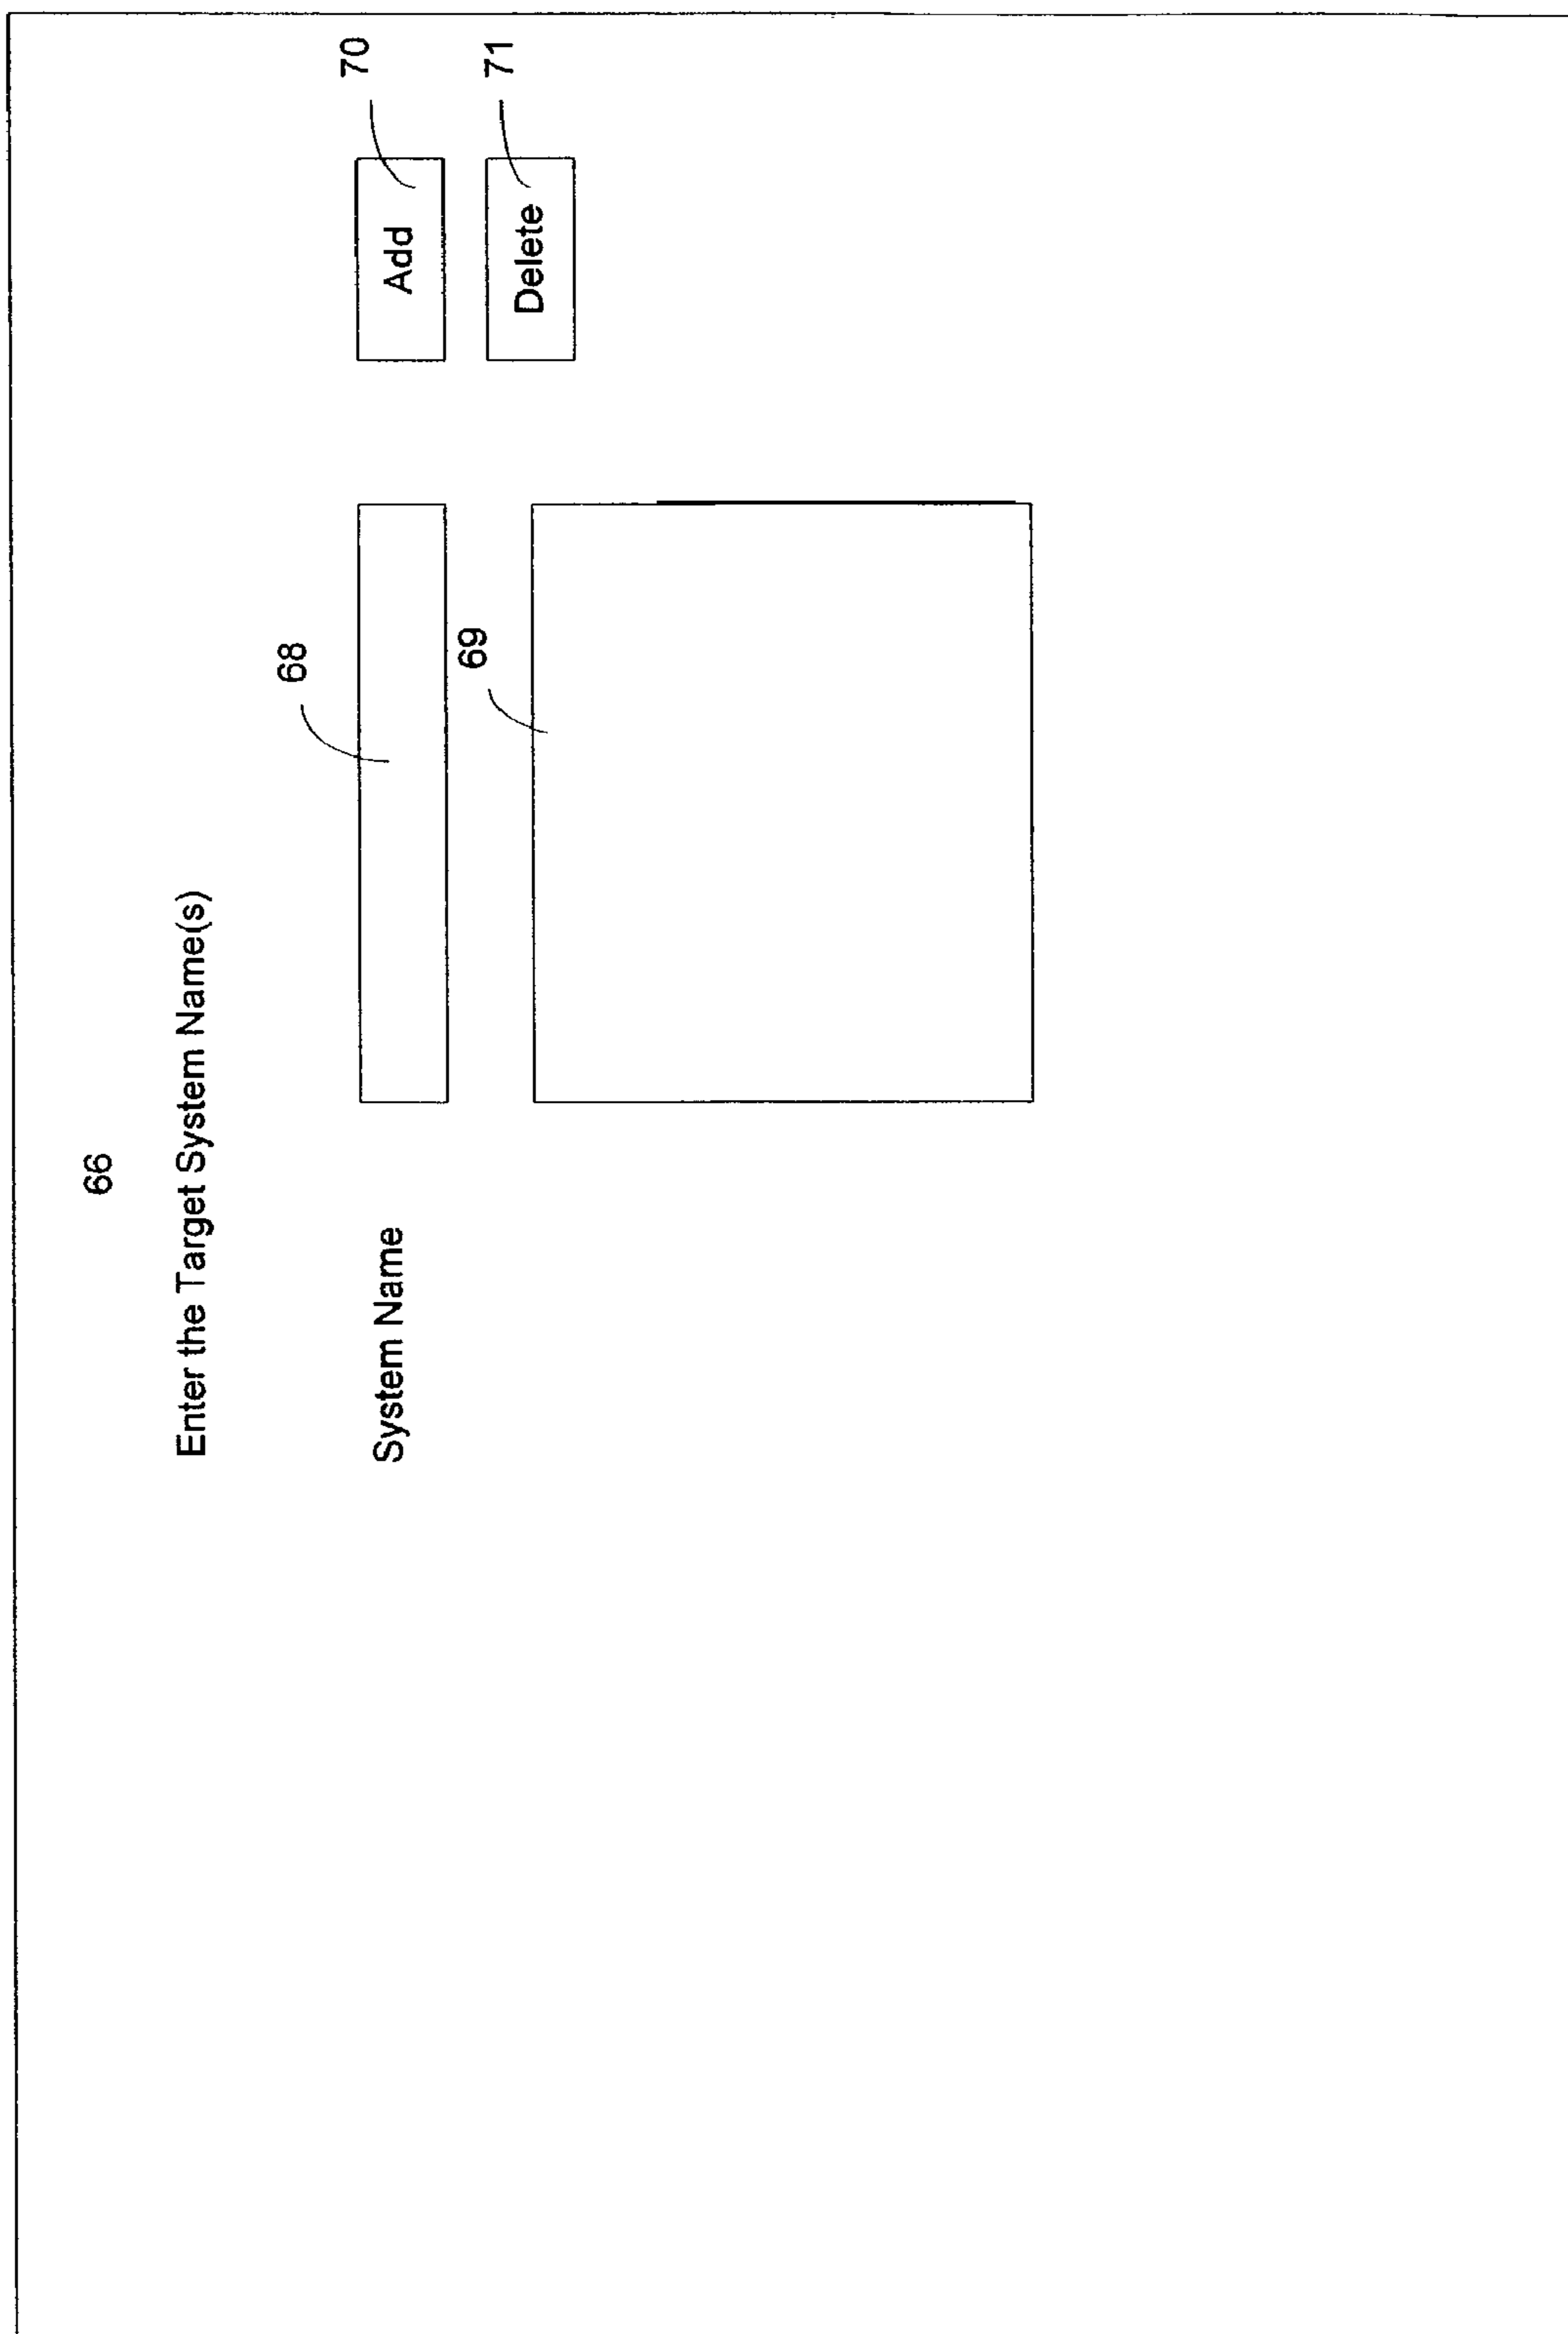 66
Enter the Target System Name(s)
68
70
System Name
Add
69
71
Delete